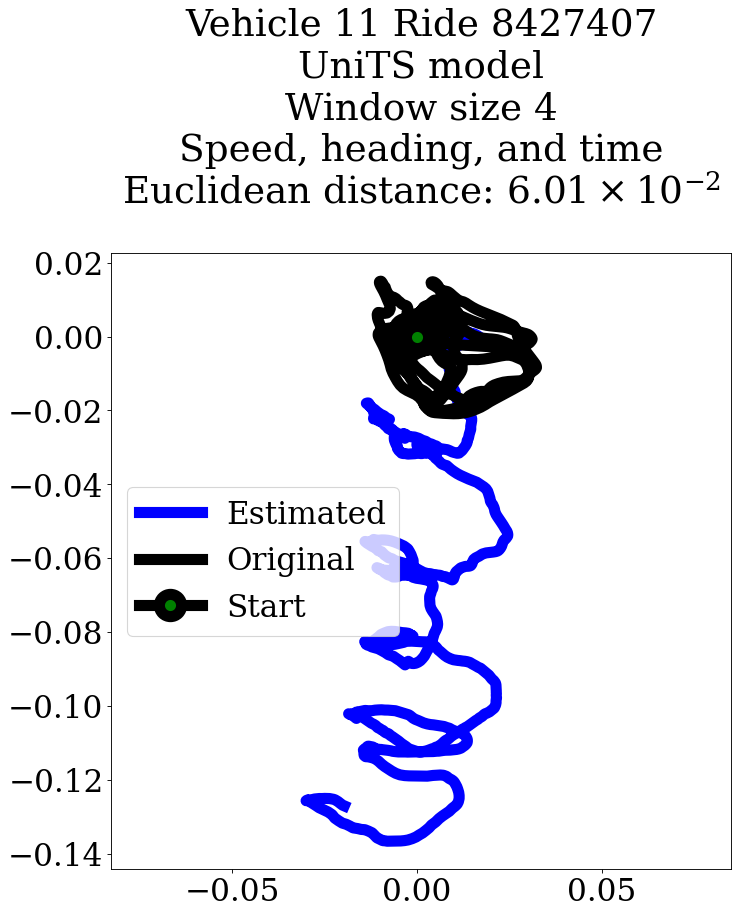 Vehicle 11 Ride 8427407
UniTS model
Window size 4
Speed, heading, and time
Euclidean distance: 6.01 × 10⁻²
0.02
0.00
−0.02
−0.04
−0.06
−0.08
−0.10
−0.12
−0.14
Estimated
Original
Start
−0.05 0.00 0.05